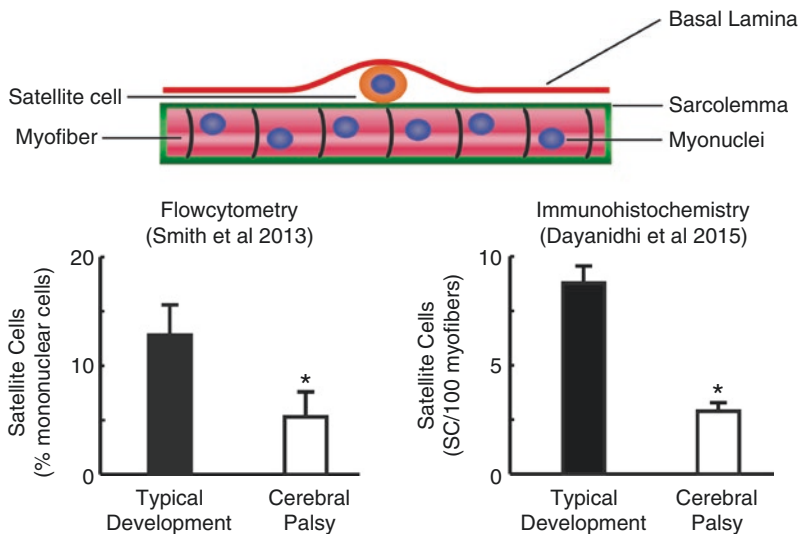 Basal Lamina
Satellite cell
Sarcolemma
Myofiber
Myonuclei
Flowcytometry
(Smith et al 2013)
20
10
0
Satellite Cells
(% mononuclear cells)
*
Typical
Development
Cerebral
Palsy
Immunohistochemistry
(Dayanidhi et al 2015)
10
5
0
Satellite Cells
(SC/100 myofibers)
*
Typical
Development
Cerebral
Palsy